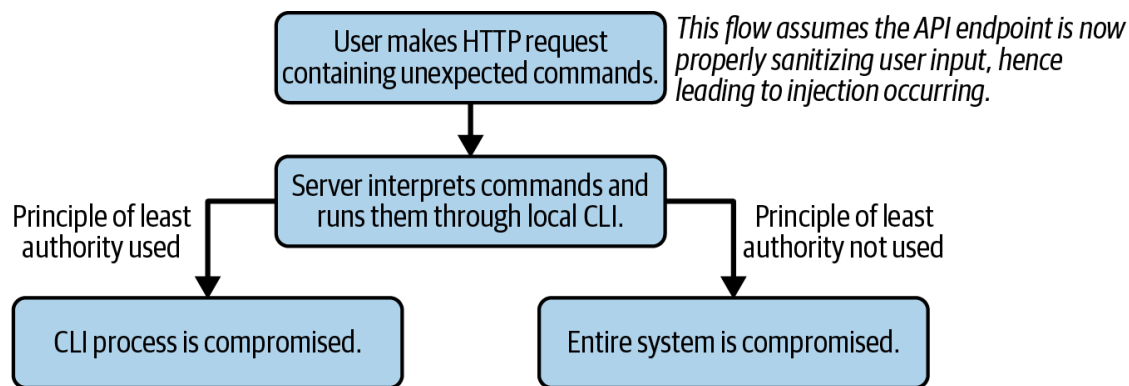 User makes HTTP request
containing unexpected commands.
This flow assumes the API endpoint is now
properly sanitizing user input, hence
leading to injection occurring.
Server interprets commands and
runs them through local CLI.
Principle of least
authority used
Principle of least
authority not used
CLI process is compromised.
Entire system is compromised.